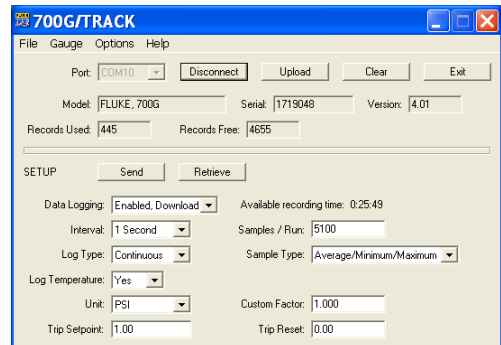 700G/TRACK
File Gauge Options Help
Port: COM10 Disconnect Upload Clear Exit
Model: FLUKE, 700G Serial: 1719048 Version: 4.01
Records Used: 445 Records Free: 4655
SETUP Send Retrieve
Data Logging: Enabled, Download Available recording time: 0:25:49
Interval: 1 Second Samples / Run: 5100
Log Type: Continuous Sample Type: Average/Minimum/Maximum
Log Temperature: Yes
Unit: PSI Custom Factor: 1.000
Trip Setpoint: 1.00 Trip Reset: 0.00